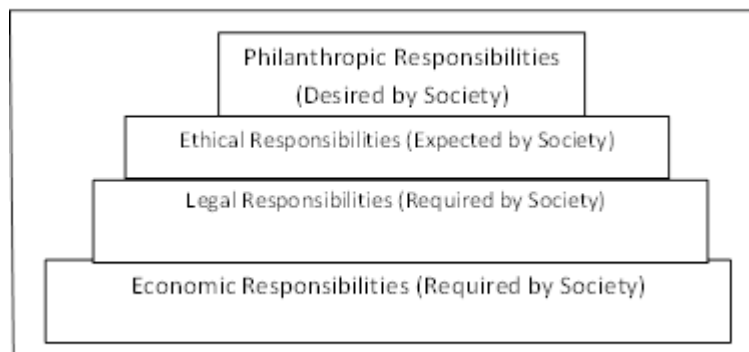 Philanthropic Responsibilities
(Desired by Society)
Ethical Responsibilities (Expected by Society)
Legal Responsibilities (Required by Society)
Economic Responsibilities (Required by Society)